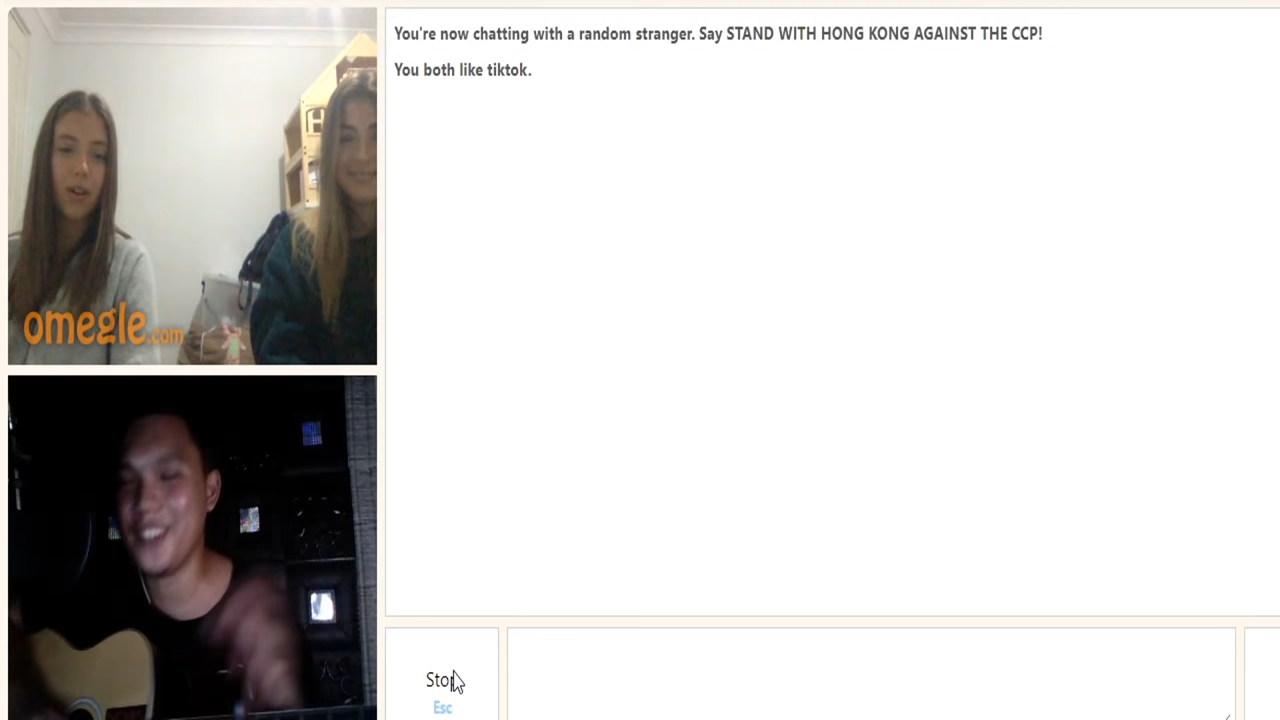 You're now chatting with a random stranger. Say STAND WITH HONG KONG AGAINST THE CCP!
You both like tiktok.
omegle.com
Stop
Esc